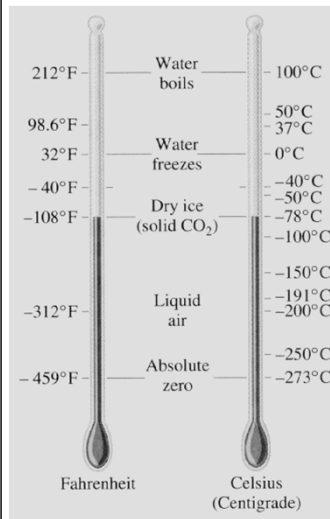 212°F
Water
boils
100°C
98.6°F
50°C
37°C
32°F
Water
freezes
0°C
– 40°F
–40°C
–50°C
–108°F
Dry ice
(solid CO₂)
–78°C
–100°C
–150°C
–312°F
Liquid
air
–191°C
–200°C
–250°C
– 459°F
Absolute
zero
–273°C
Fahrenheit
Celsius
(Centigrade)